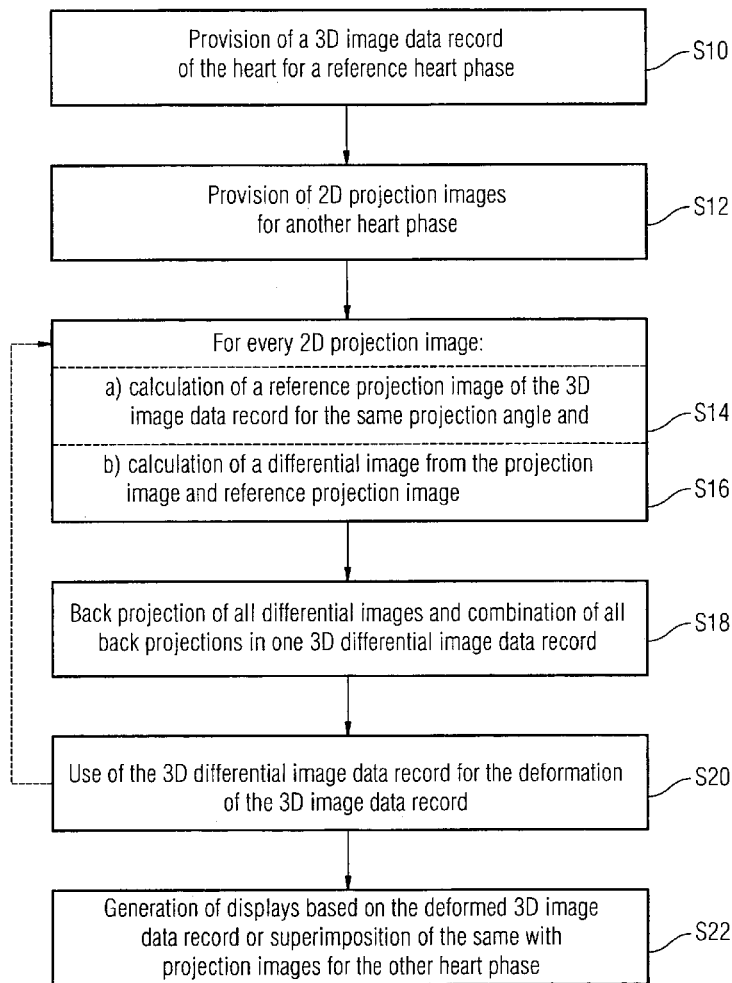 Provision of a 3D image data record
of the heart for a reference heart phase
S10
Provision of 2D projection images
for another heart phase
S12
For every 2D projection image:
a) calculation of a reference projection image of the 3D
image data record for the same projection angle and
S14
b) calculation of a differential image from the projection
image and reference projection image
S16
Back projection of all differential images and combination of all
back projections in one 3D differential image data record
S18
Use of the 3D differential image data record for the deformation
of the 3D image data record
S20
Generation of displays based on the deformed 3D image
data record or superimposition of the same with
projection images for the other heart phase
S22